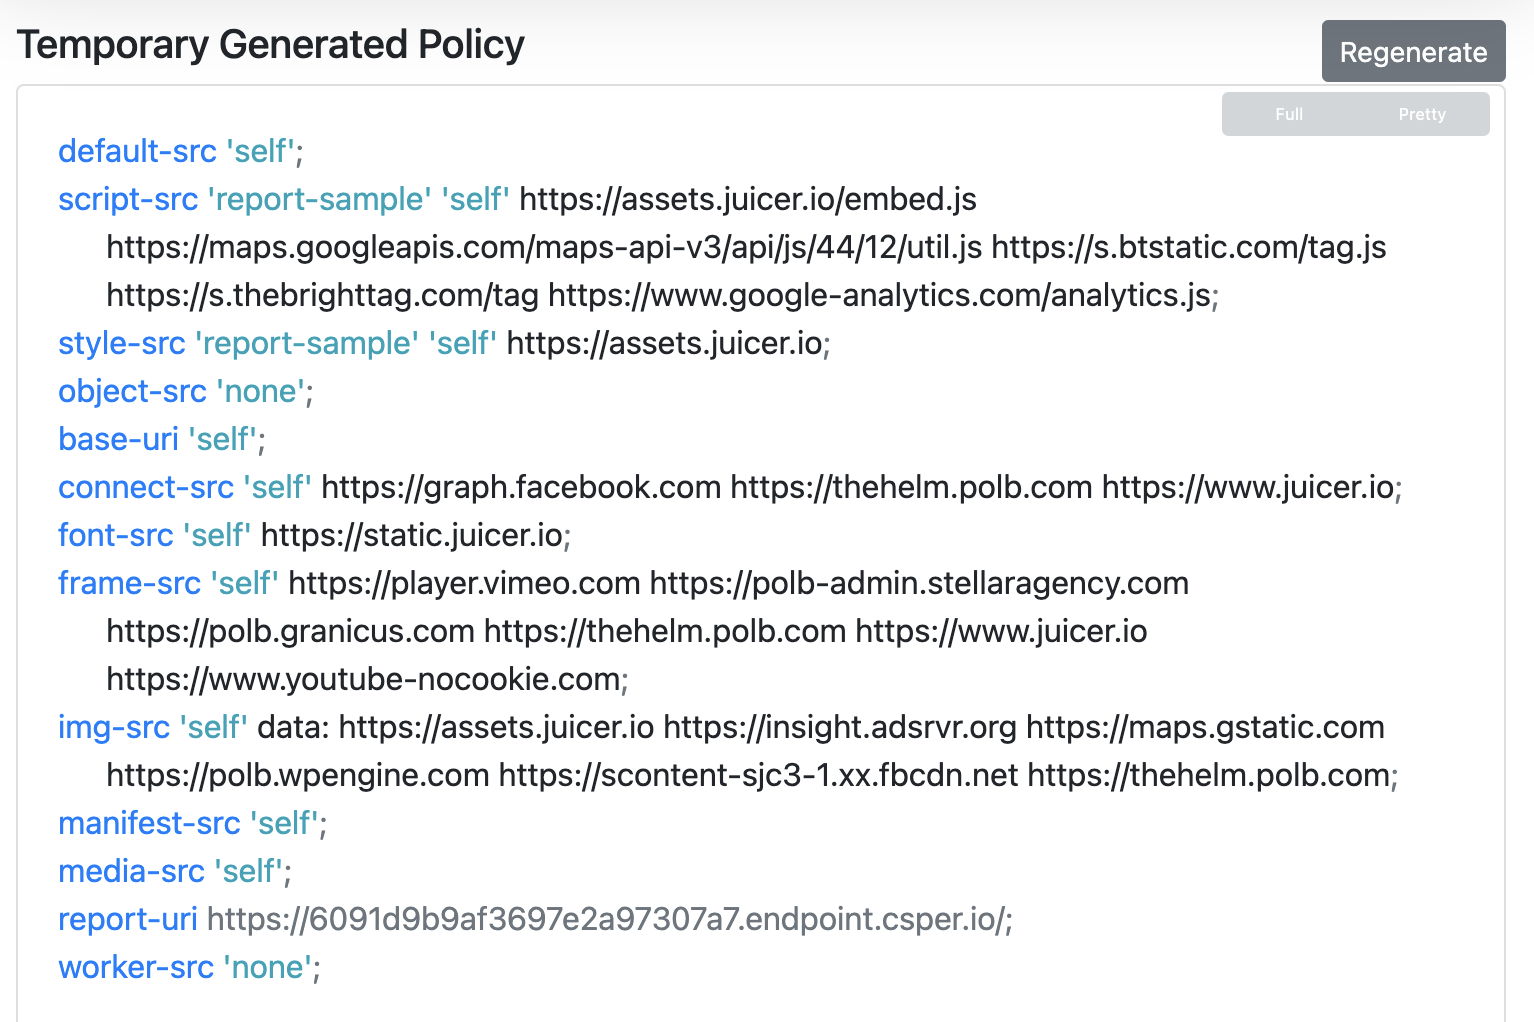 Temporary Generated Policy
Regenerate
Full Pretty
default-src 'self';
script-src 'report-sample' 'self' https://assets.juicer.io/embed.js
https://maps.googleapis.com/maps-api-v3/api/js/44/12/util.js https://s.btstatic.com/tag.js
https://s.thebrighttag.com/tag https://www.google-analytics.com/analytics.js;
style-src 'report-sample' 'self' https://assets.juicer.io;
object-src 'none';
base-uri 'self';
connect-src 'self' https://graph.facebook.com https://thehelm.polb.com https://www.juicer.io;
font-src 'self' https://static.juicer.io;
frame-src 'self' https://player.vimeo.com https://polb-admin.stellaragency.com
https://polb.granicus.com https://thehelm.polb.com https://www.juicer.io
https://www.youtube-nocookie.com;
img-src 'self' data: https://assets.juicer.io https://insight.adsrvr.org https://maps.gstatic.com
https://polb.wpengine.com https://scontent-sjc3-1.xx.fbcdn.net https://thehelm.polb.com;
manifest-src 'self';
media-src 'self';
report-uri https://6091d9b9af3697e2a97307a7.endpoint.csper.io/;
worker-src 'none';